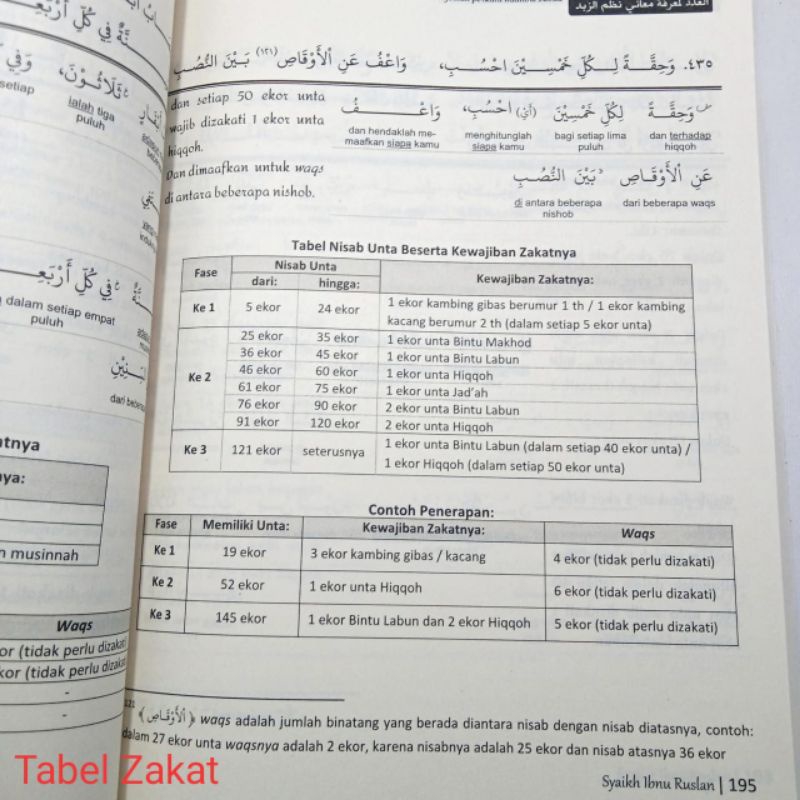 العدد لمعرفة معاني نظم الزبد
٤٣٥. وَحِقَّةً لِكُلِّ خَمْسِيْنَ احْسُبِ، وَاعْفُ عَنِ الْأَوْقَاصِ (١٢١) بَيْنَ النُّصُبِ
dan setiap 50 ekor unta
wajib dizakati 1 ekor unta
hiqqoh.
Dan dimaafkan untuk waqs
di antara beberapa nishob.
وَحِقَّةً لِكُلِّ خَمْسِيْنَ (أي) احْسُبِ، وَاعْفُ
dan terhadap hiqqoh
bagi setiap lima puluh
menghitunglah siapa kamu
dan hendaklah me-maafkan siapa kamu
عَنِ الْأَوْقَاصِ بَيْنَ النُّصُبِ
dari beberapa waqs
di antara beberapa nishob
Tabel Nisab Unta Beserta Kewajiban Zakatnya
Fase Nisab Unta Kewajiban Zakatnya:
dari: hingga:
Ke 1 5 ekor 24 ekor 1 ekor kambing gibas berumur 1 th / 1 ekor kambing
kacang berumur 2 th (dalam setiap 5 ekor unta)
25 ekor 35 ekor 1 ekor unta Bintu Makhod
36 ekor 45 ekor 1 ekor unta Bintu Labun
Ke 2 46 ekor 60 ekor 1 ekor unta Hiqqoh
61 ekor 75 ekor 1 ekor unta Jad'ah
76 ekor 90 ekor 2 ekor unta Bintu Labun
91 ekor 120 ekor 2 ekor unta Hiqqoh
Ke 3 121 ekor seterusnya 1 ekor unta Bintu Labun (dalam setiap 40 ekor unta) /
1 ekor Hiqqoh (dalam setiap 50 ekor unta)
Contoh Penerapan:
Fase Memiliki Unta: Kewajiban Zakatnya: Waqs
Ke 1 19 ekor 3 ekor kambing gibas / kacang 4 ekor (tidak perlu dizakati)
Ke 2 52 ekor 1 ekor unta Hiqqoh 6 ekor (tidak perlu dizakati)
Ke 3 145 ekor 1 ekor Bintu Labun dan 2 ekor Hiqqoh 5 ekor (tidak perlu dizakati)
121 (الْأَوْقَاصِ) waqs adalah jumlah binatang yang berada diantara nisab dengan nisab diatasnya, contoh:
dalam 27 ekor unta waqsnya adalah 2 ekor, karena nisabnya adalah 25 ekor dan nisab atasnya 36 ekor
Syaikh Ibnu Ruslan | 195
ثَلَاثُوْنَ، وَفِي
setiap
ialah tiga
puluh
فِي كُلِّ أَرْبَعِ
dalam setiap empat
puluh
musinnah
Waqs
(tidak perlu
(tidak perlu
-
-
Tabel Zakat